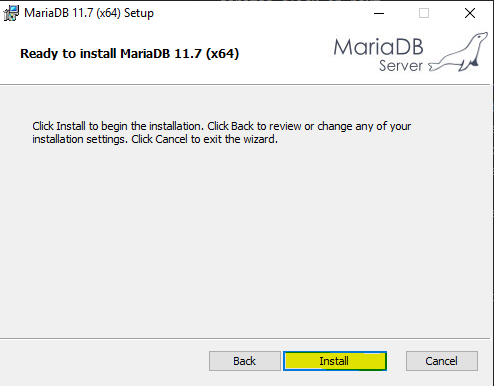 MariaDB 11.7 (x64) Setup
Ready to install MariaDB 11.7 (x64)
MariaDB
Server
Click Install to begin the installation. Click Back to review or change any of your
installation settings. Click Cancel to exit the wizard.
Back
Install
Cancel